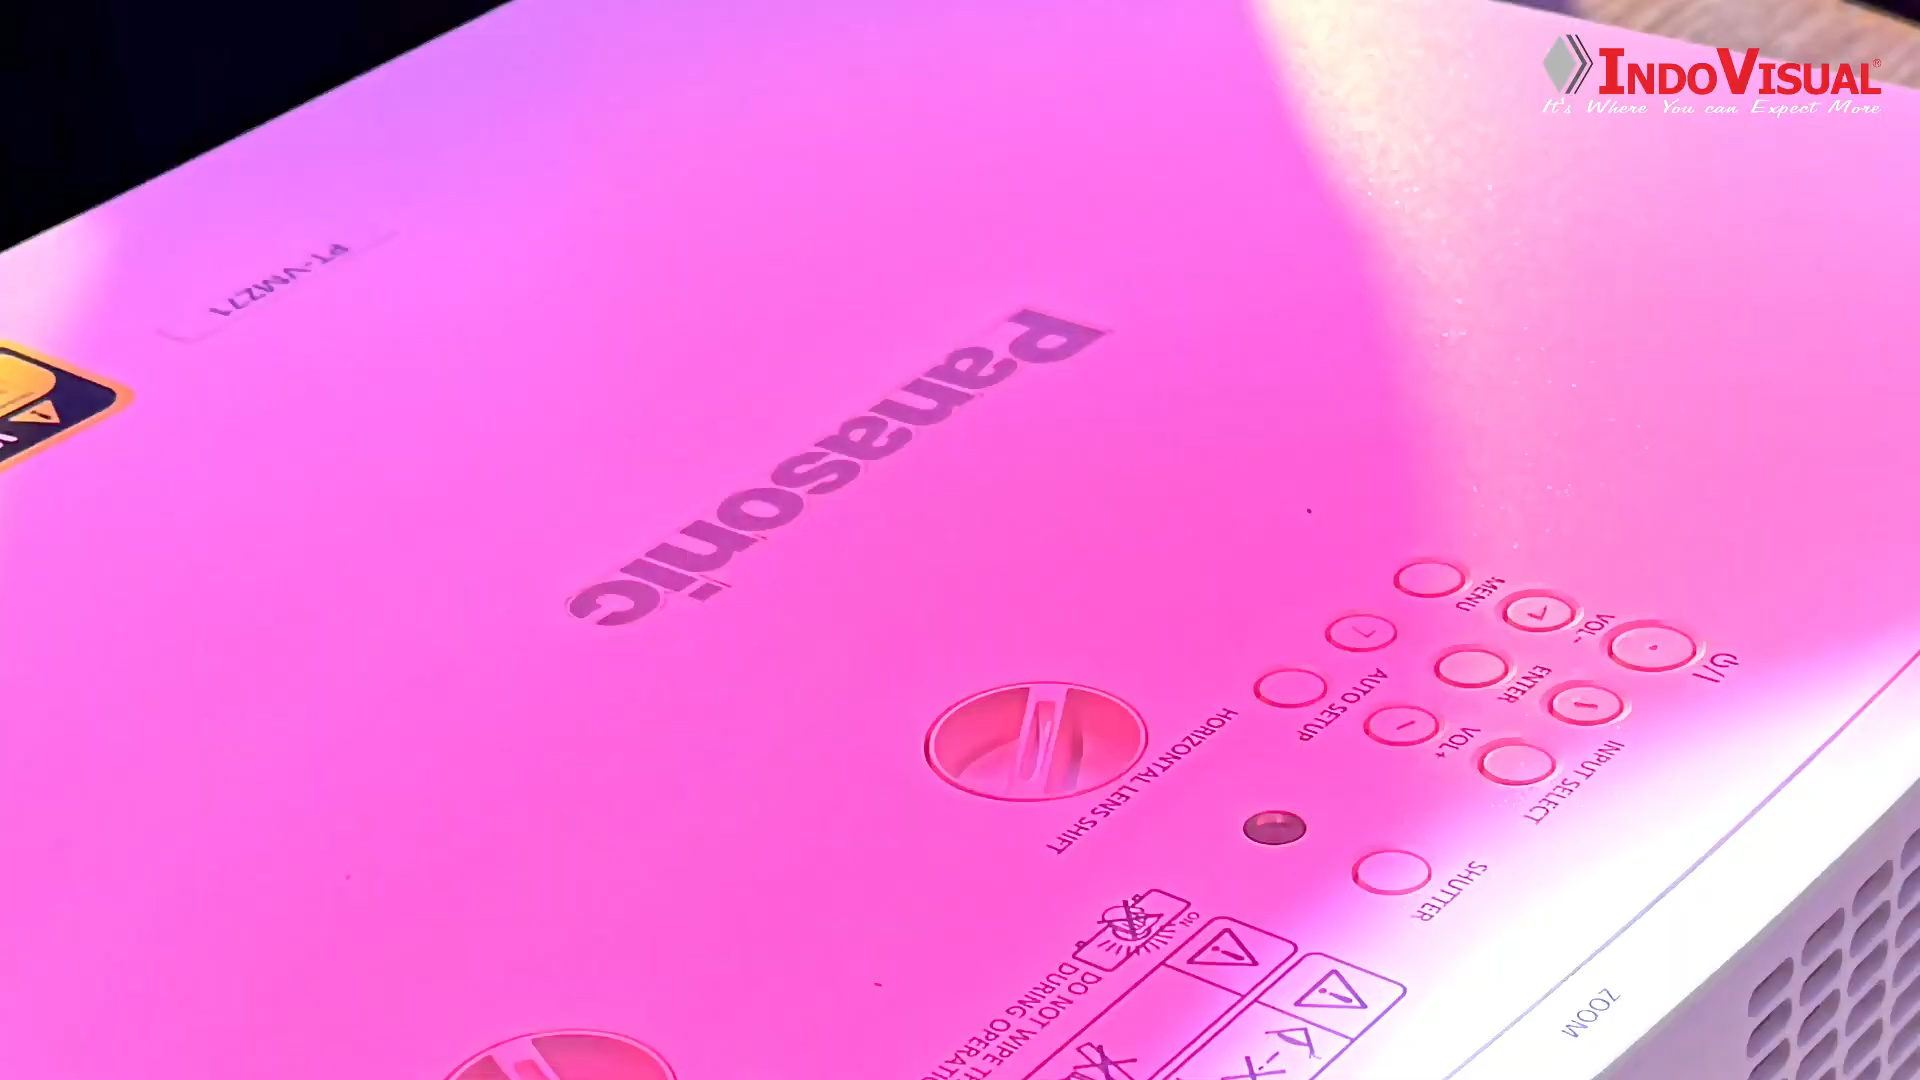 INDOVISUAL®
It's Where You can Expect More
PT-VMZ71
Panasonic
MENU
VOL-
⏻/|
AUTO SETUP
ENTER
VOL+
INPUT SELECT
HORIZONTAL LENS SHIFT
SHUTTER
ON
DO NOT WIPE
DURING
ZOOM